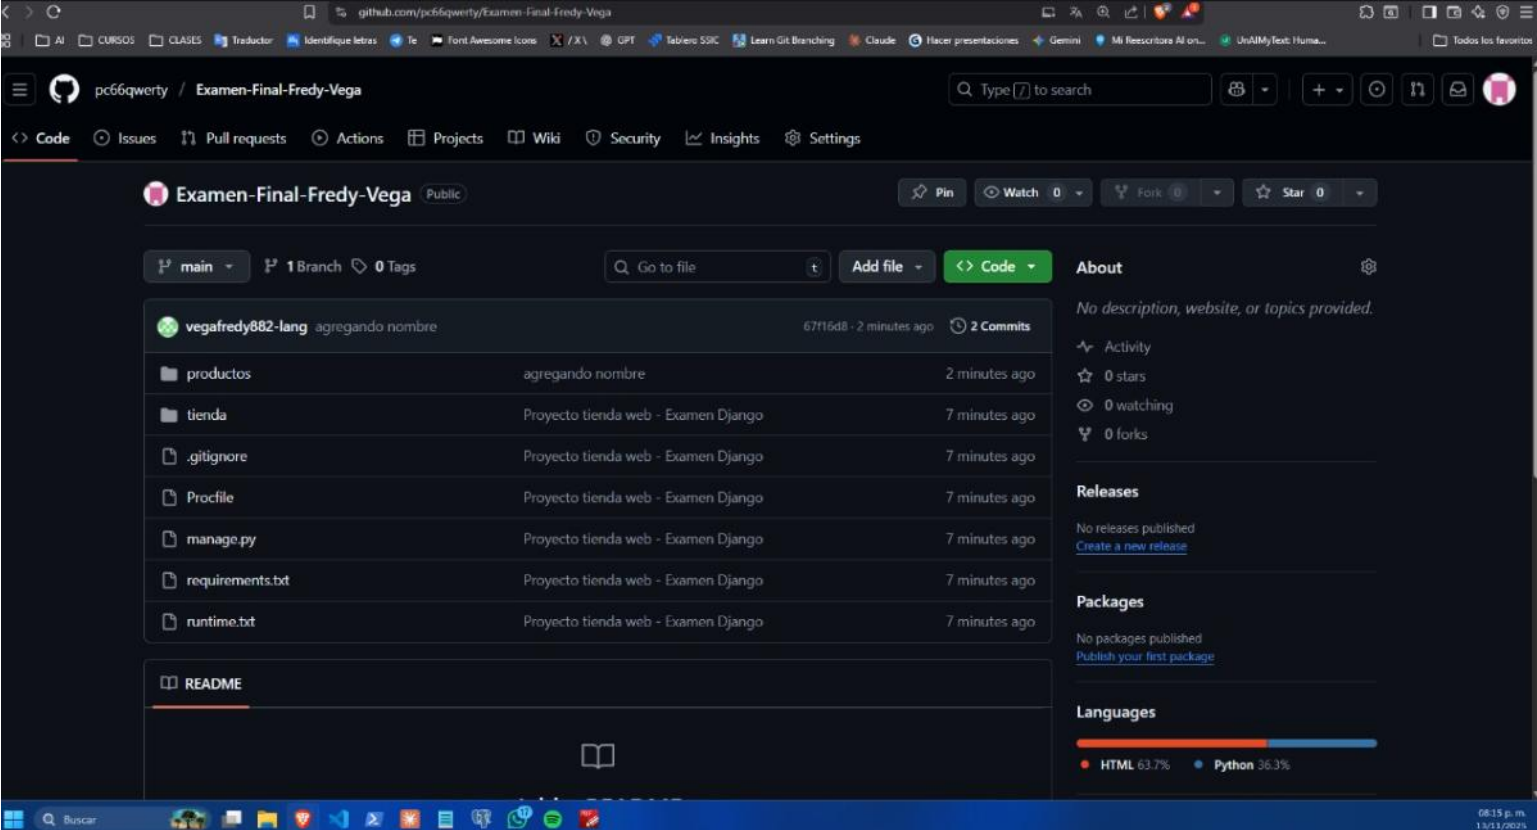 github.com/pc66qwerty/Examen-Final-Fredy-Vega
AI CURSOS CLASES Traductor Identifique letras Te Font Awesome Icons /X\ GPT Tablero SSIC Learn Git Branching Claude Hacer presentaciones Gemini Mi Reescritora AI on... UnAIMyText: Huma... Todos los favoritos
pc66qwerty / Examen-Final-Fredy-Vega Type / to search
Code Issues Pull requests Actions Projects Wiki Security Insights Settings
Examen-Final-Fredy-Vega Public Pin Watch 0 Fork 0 Star 0
main 1 Branch 0 Tags Go to file t Add file Code
About
No description, website, or topics provided.
vegafredy882-lang agregando nombre 67f16d8 · 2 minutes ago 2 Commits
productos agregando nombre 2 minutes ago
tienda Proyecto tienda web - Examen Django 7 minutes ago
.gitignore Proyecto tienda web - Examen Django 7 minutes ago
Procfile Proyecto tienda web - Examen Django 7 minutes ago
manage.py Proyecto tienda web - Examen Django 7 minutes ago
requirements.txt Proyecto tienda web - Examen Django 7 minutes ago
runtime.txt Proyecto tienda web - Examen Django 7 minutes ago
README
Activity
0 stars
0 watching
0 forks
Releases
No releases published
Create a new release
Packages
No packages published
Publish your first package
Languages
HTML 63.7% Python 36.3%
Buscar
08:15 p. m.
13/11/2025